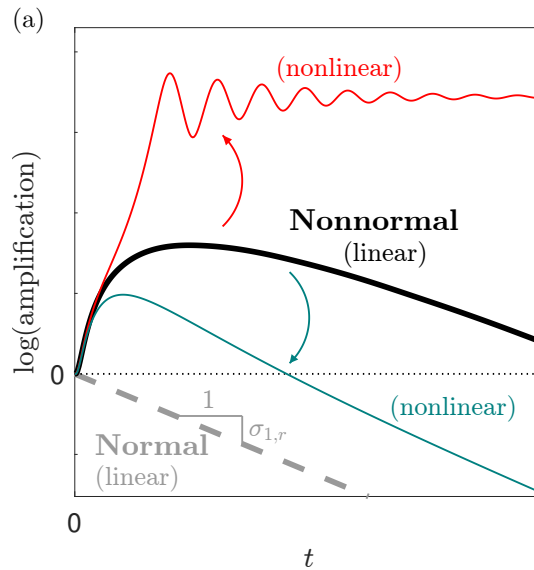 (a)
(nonlinear)
log(amplification)
Nonnormal
(linear)
0
1
(nonlinear)
σ1,r
Normal
(linear)
0
t